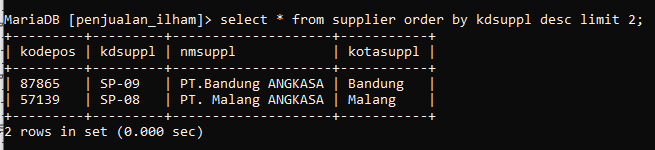 MariaDB [penjualan_ilham]> select * from supplier order by kdsuppl desc limit 2;
+---------+---------+---------------------+-----------+
| kodepos | kdsuppl | nmsuppl             | kotasuppl |
+---------+---------+---------------------+-----------+
| 87865   | SP-09   | PT.Bandung ANGKASA  | Bandung   |
| 57139   | SP-08   | PT. Malang ANGKASA  | Malang    |
+---------+---------+---------------------+-----------+
2 rows in set (0.000 sec)